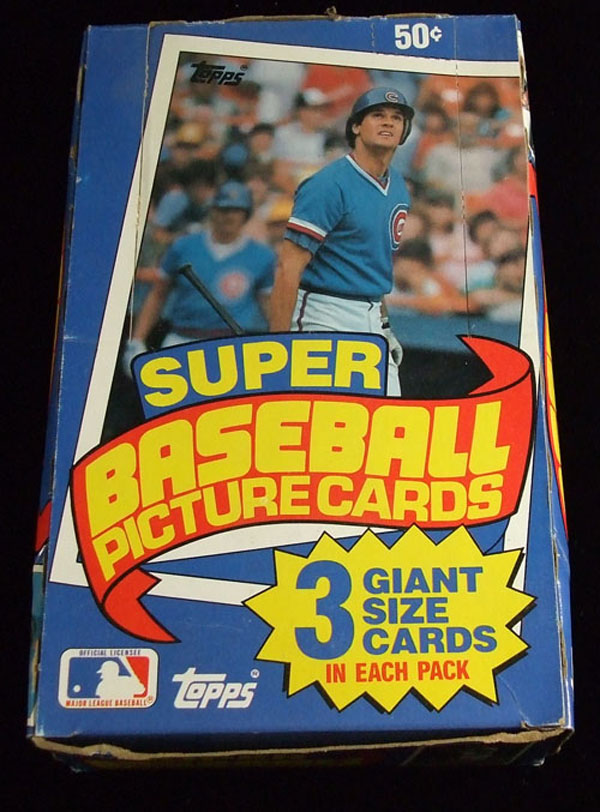 50¢
Topps®
C
C
SUPER
BASEBALL
PICTURE CARDS
3 GIANT
SIZE
CARDS
IN EACH PACK
OFFICIAL LICENSEE
MAJOR LEAGUE BASEBALL®
Topps®